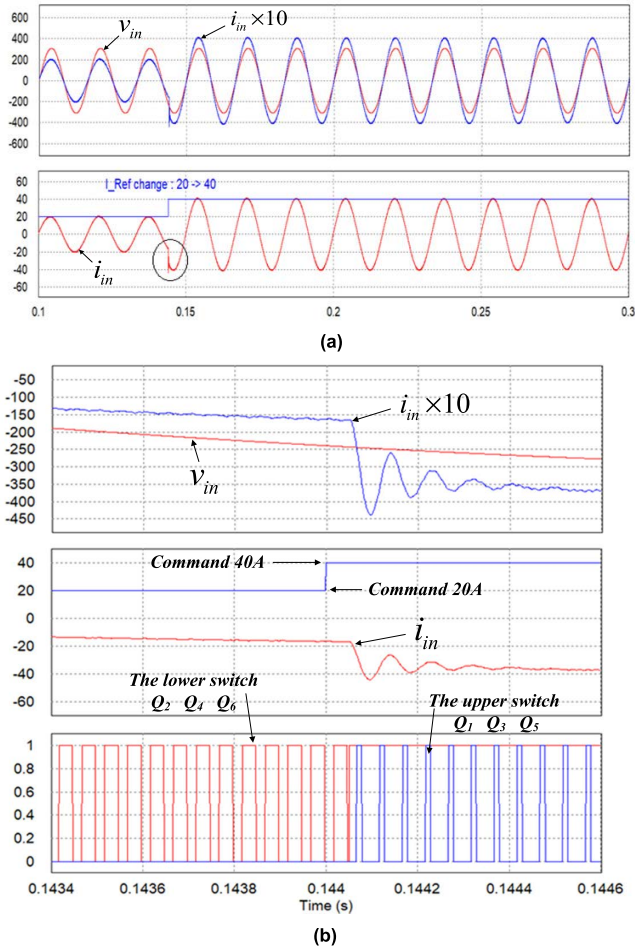 600
400
200
0
-200
-400
-600
v_in
i_in ×10
I_Ref change : 20 -> 40
60
40
20
0
-20
-40
-60
i_in
0.1 0.15 0.2 0.25 0.3
(a)
-50
-100
-150
-200
-250
-300
-350
-400
-450
i_in ×10
v_in
40
20
0
-20
-40
-60
Command 40A
Command 20A
i_in
The lower switch
Q2 Q4 Q6
The upper switch
Q1 Q3 Q5
1
0.8
0.6
0.4
0.2
0
0.1434 0.1436 0.1438 0.144 0.1442 0.1444 0.1446
Time (s)
(b)